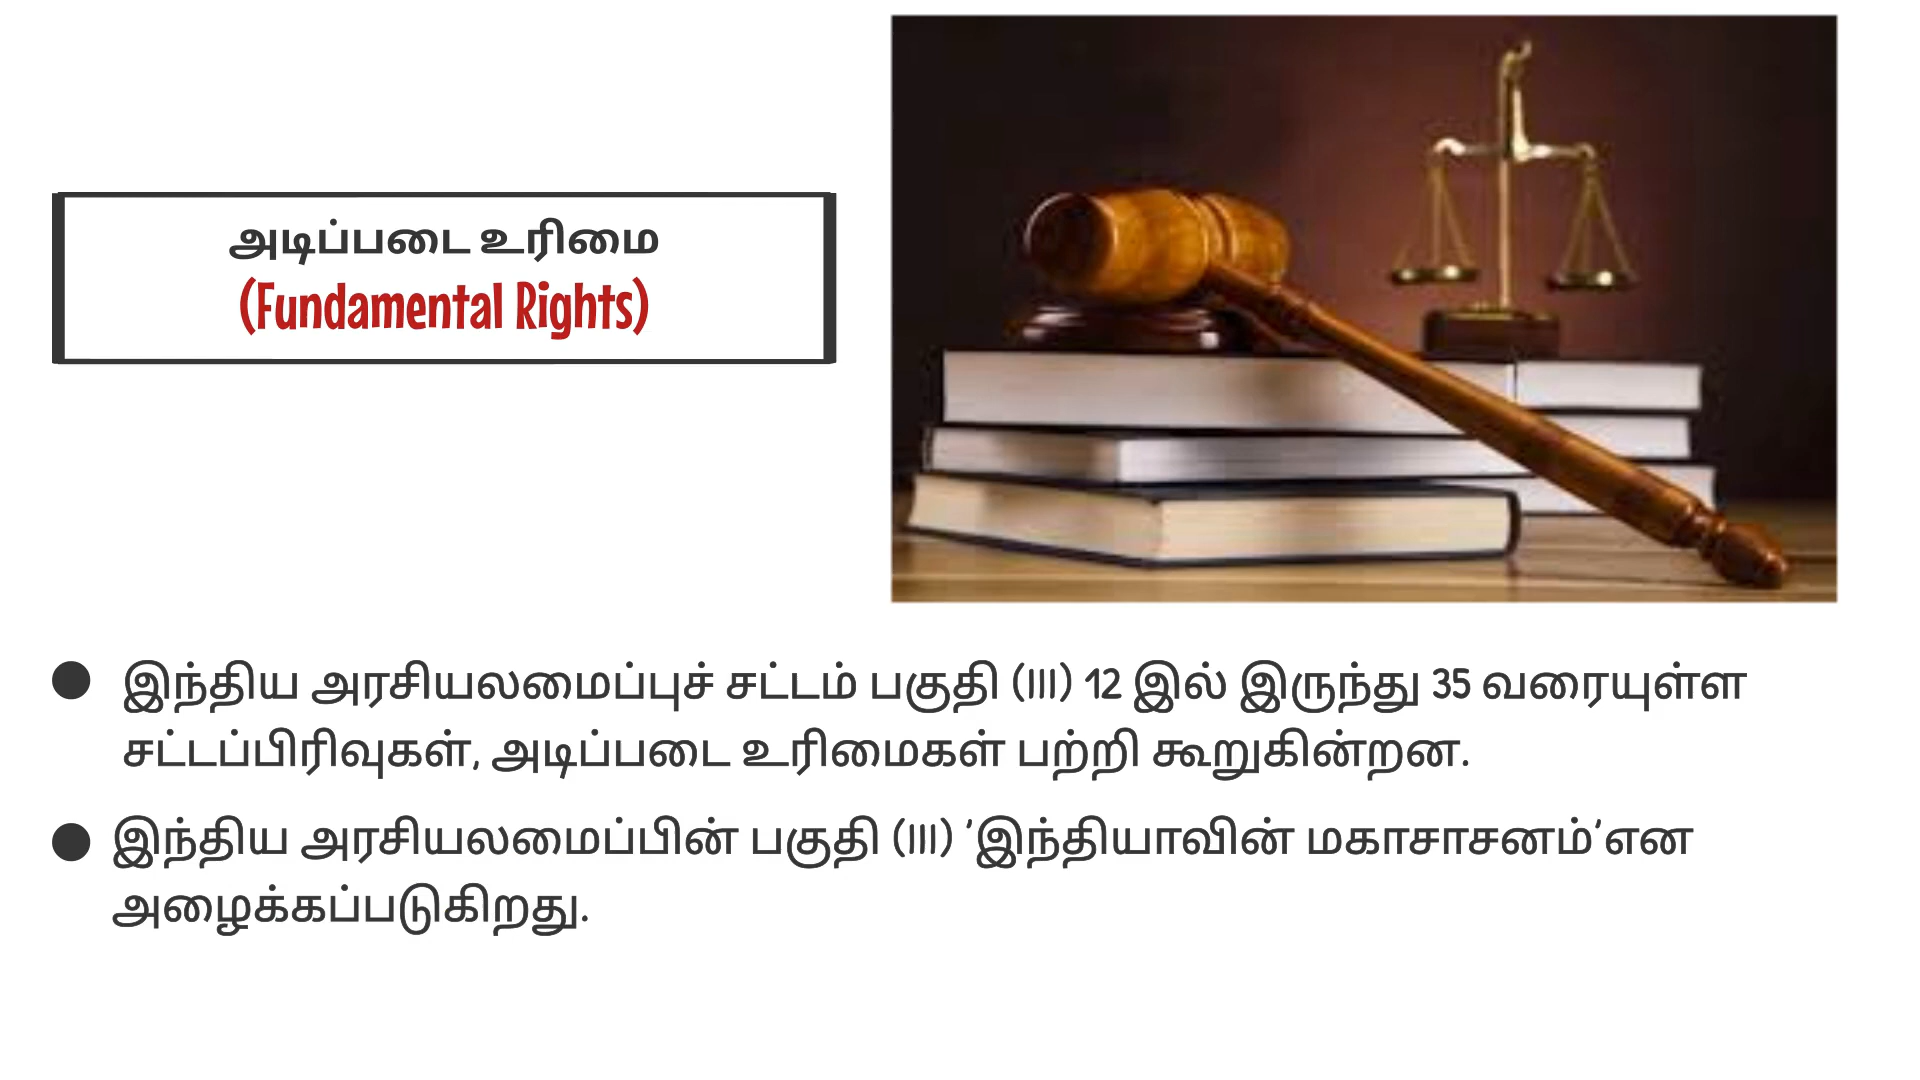 அடிப்படை உரிமை
(Fundamental Rights)
● இந்திய அரசியலமைப்புச் சட்டம் பகுதி (III) 12 இல் இருந்து 35 வரையுள்ள
சட்டப்பிரிவுகள், அடிப்படை உரிமைகள் பற்றி கூறுகின்றன.
● இந்திய அரசியலமைப்பின் பகுதி (III) 'இந்தியாவின் மகாசாசனம்'என
அழைக்கப்படுகிறது.